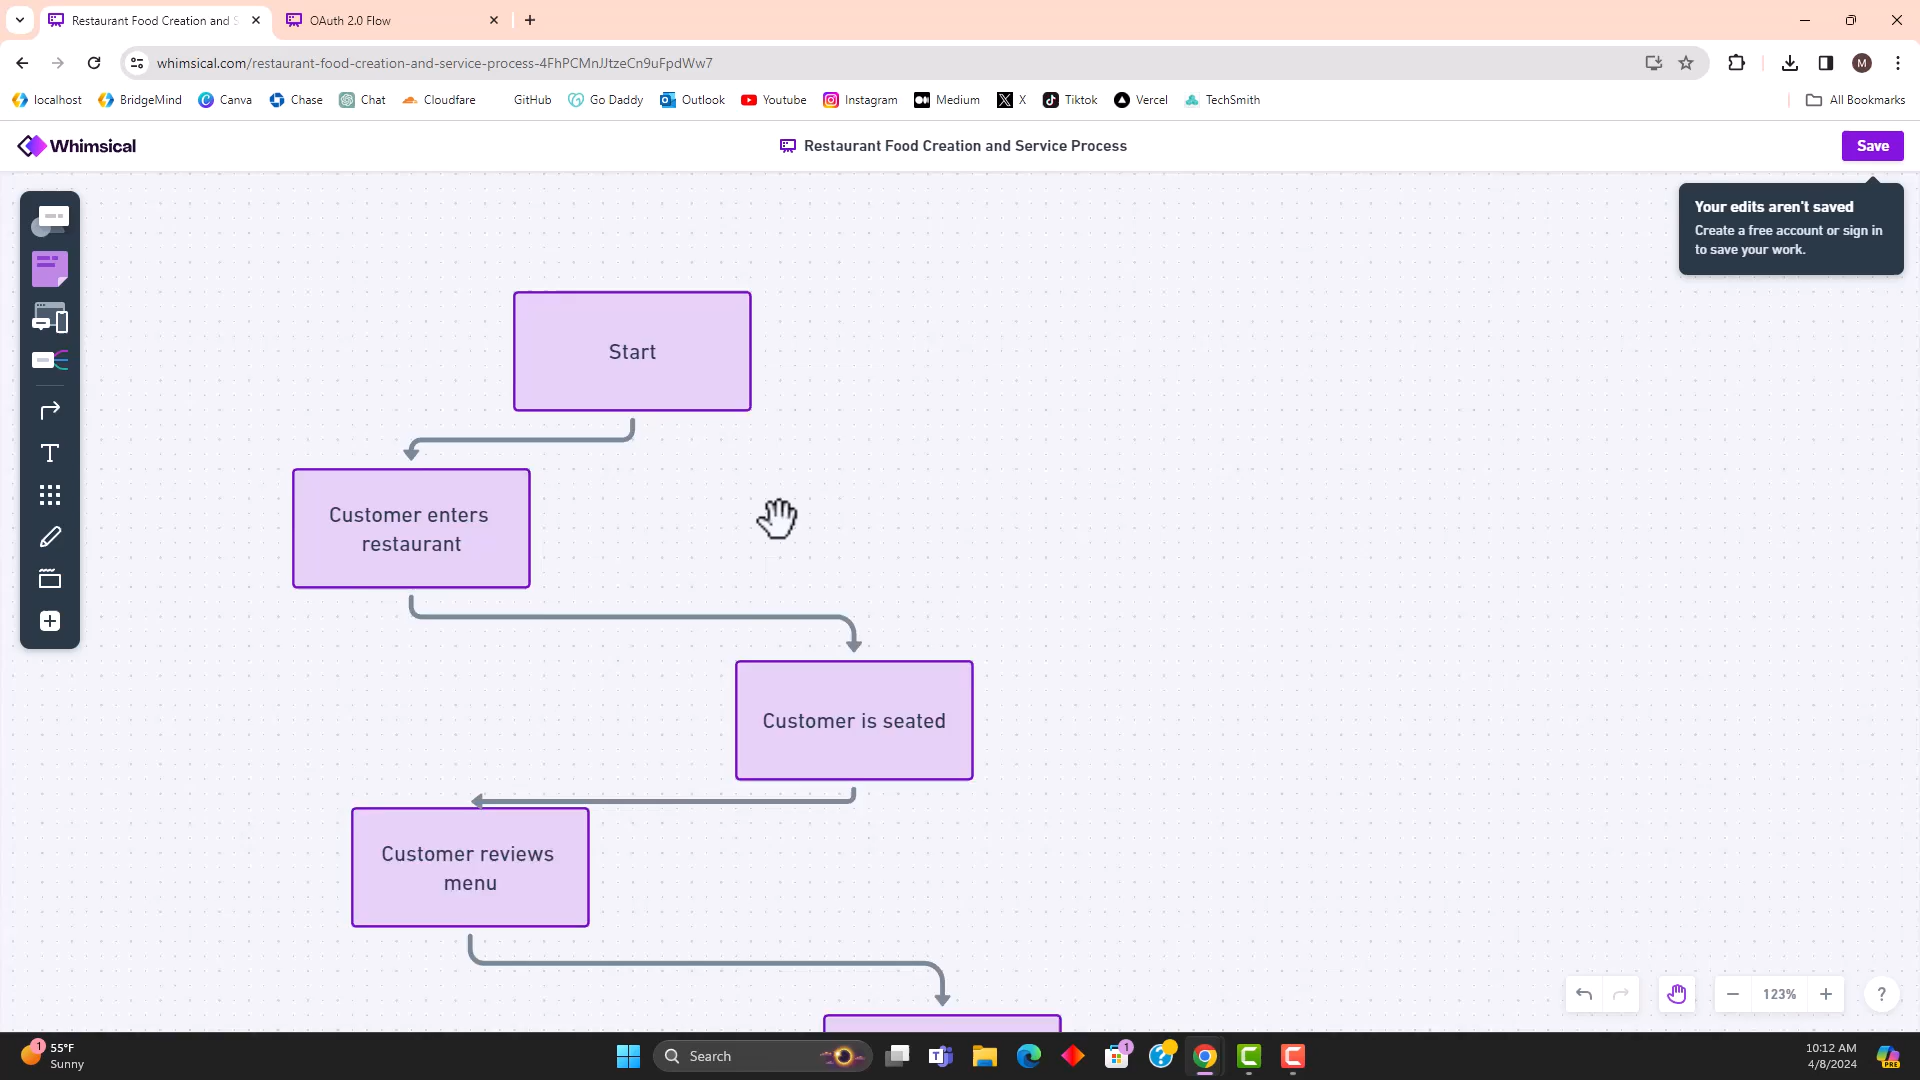 Restaurant Food Creation and S
OAuth 2.0 Flow
whimsical.com/restaurant-food-creation-and-service-process-4FhPCMnJJtzeCn9uFpdWw7
M
localhost
BridgeMind
Canva
Chase
Chat
Cloudfare
GitHub
Go Daddy
Outlook
Youtube
Instagram
Medium
X
Tiktok
Vercel
TechSmith
All Bookmarks
Whimsical
Restaurant Food Creation and Service Process
Save
Your edits aren't saved
Create a free account or sign in
to save your work.
Start
Customer enters
restaurant
Customer is seated
Customer reviews
menu
123%
?
1
55°F
Sunny
Search
1
10:12 AM
4/8/2024
PRE